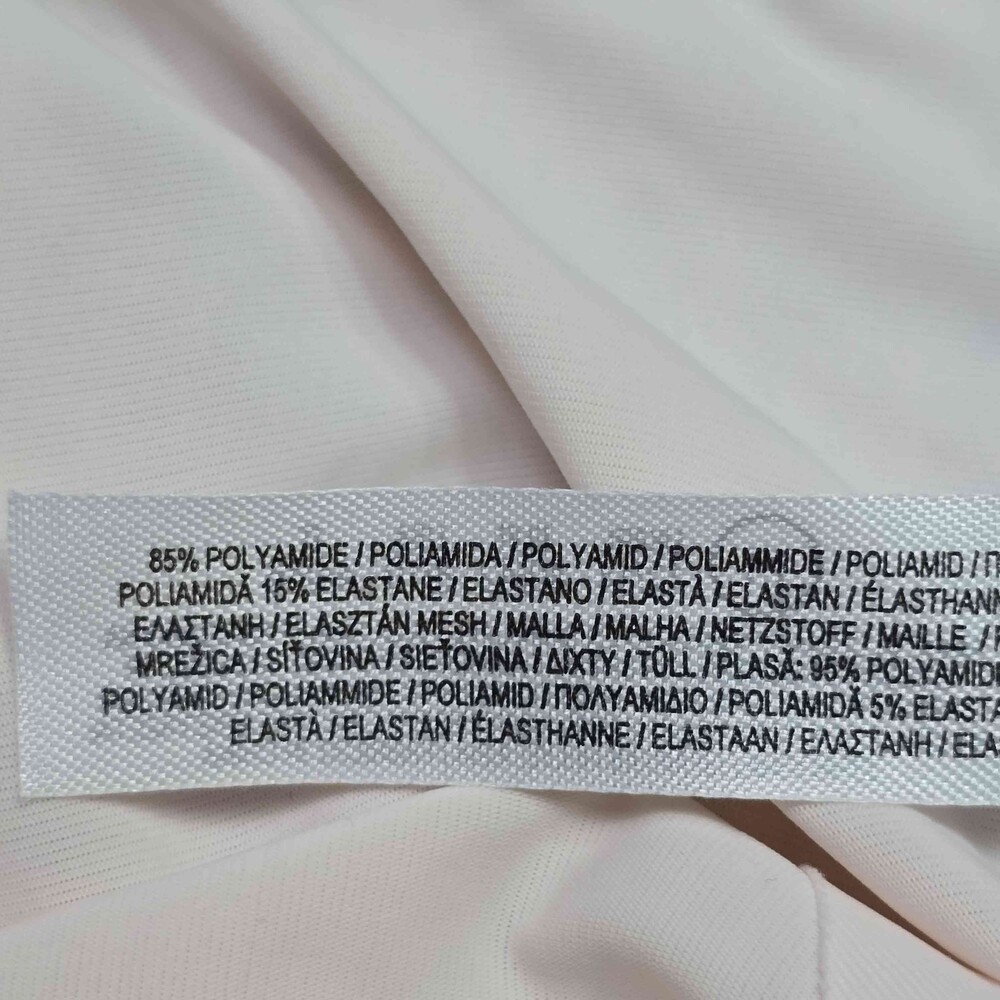 85% POLYAMIDE / POLIAMIDA / POLYAMID / POLIAMMIDE / POLIAMID /
POLIAMIDĂ 15% ELASTANE / ELASTANO / ELASTÀ / ELASTAN / ÉLASTHANN
ΕΛΑΣΤΑΝΗ / ELASZTÁN MESH / MALLA / MALHA / NETZSTOFF / MAILLE /
MREŽICA / SÍŤOVINA / SIEŤOVINA / ΔΙΧΤΥ / TÜLL / PLASĂ: 95% POLYAMID
POLYAMID / POLIAMMIDE / POLIAMID / ΠΟΛΥΑΜΙΔΙΟ / POLIAMIDĂ 5% ELAST
ELASTÀ / ELASTAN / ÉLASTHANNE / ELASTAAN / ΕΛΑΣΤΑΝΗ / ELA